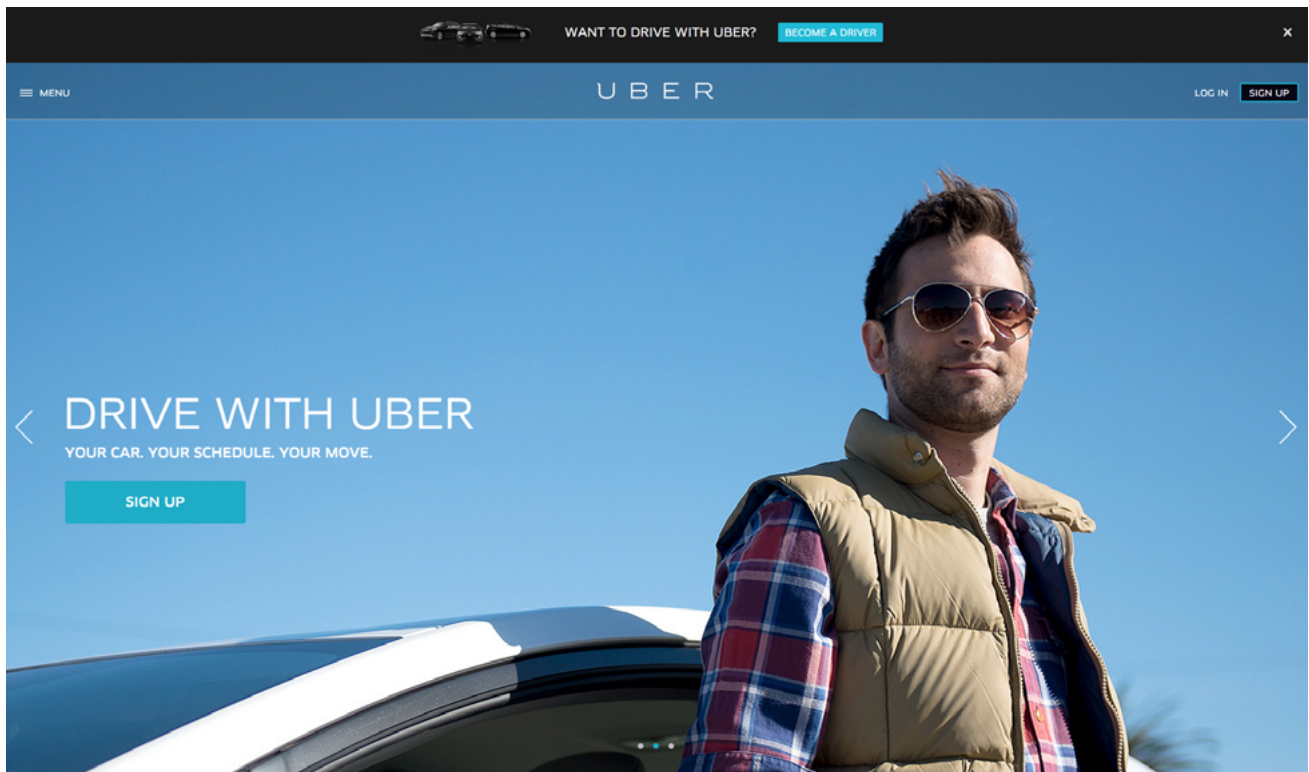 WANT TO DRIVE WITH UBER?
BECOME A DRIVER
MENU
UBER
LOG IN
SIGN UP
DRIVE WITH UBER
YOUR CAR. YOUR SCHEDULE. YOUR MOVE.
SIGN UP